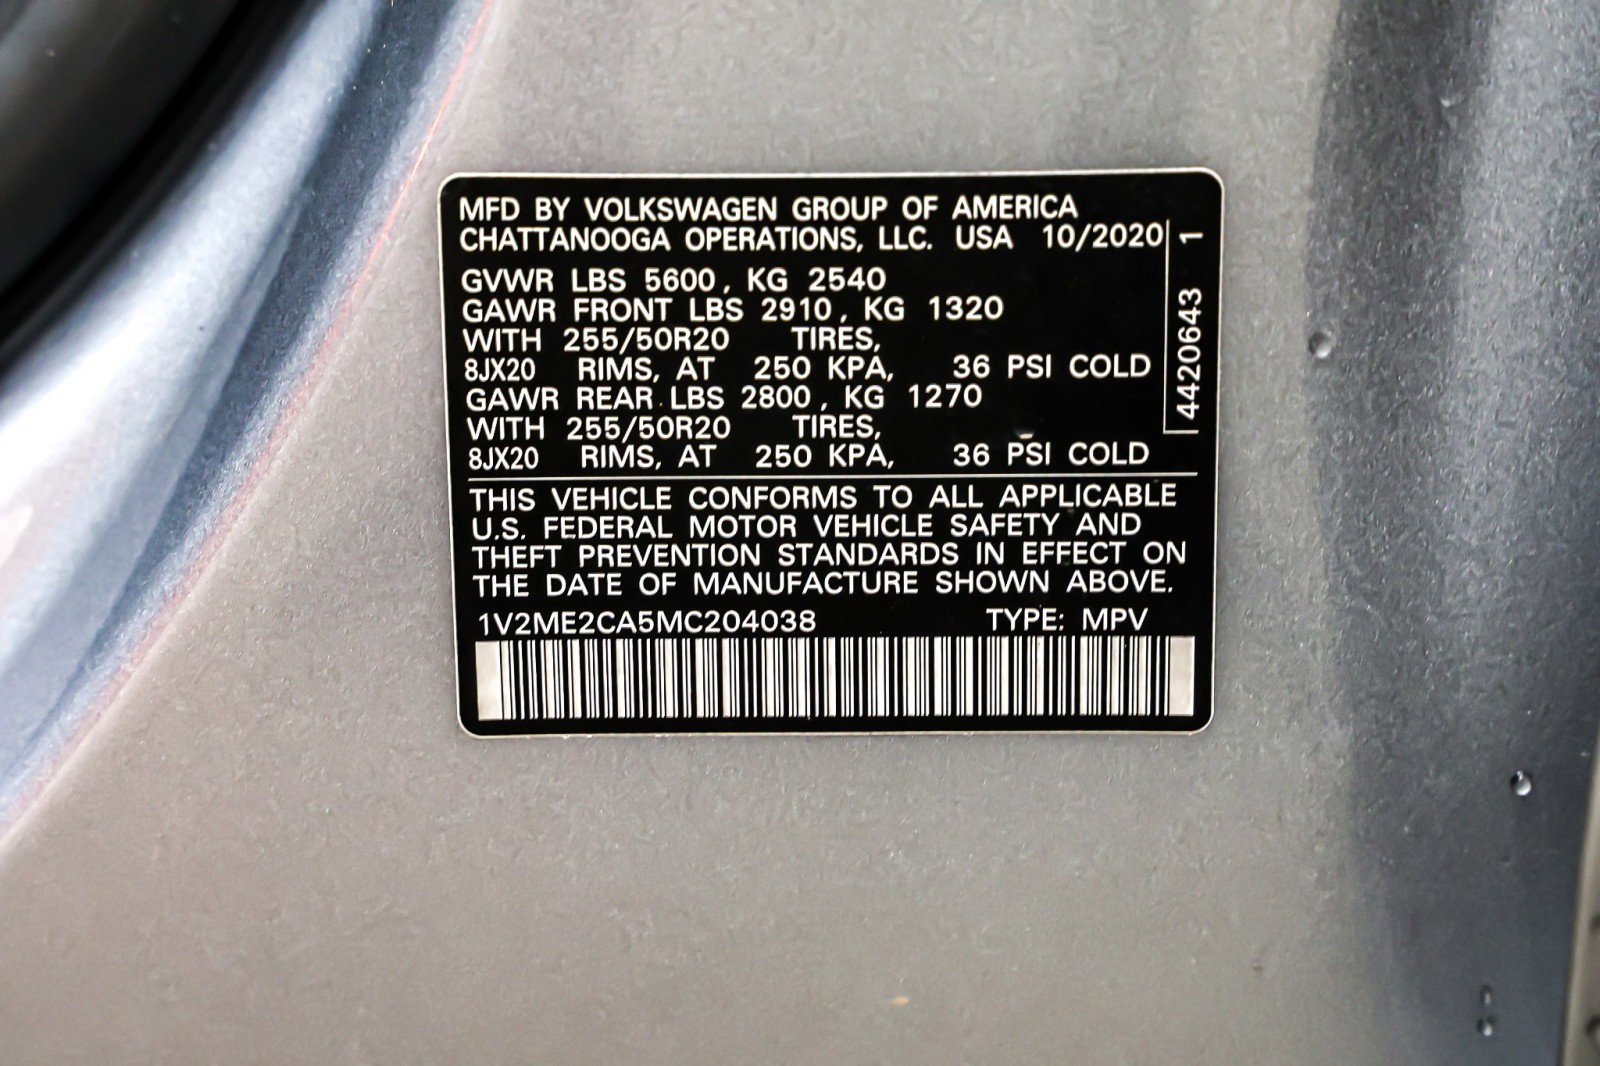 MFD BY VOLKSWAGEN GROUP OF AMERICA
CHATTANOOGA OPERATIONS, LLC. USA 10/2020
GVWR LBS 5600, KG 2540
GAWR FRONT LBS 2910, KG 1320
WITH 255/50R20 TIRES,
8JX20 RIMS, AT 250 KPA, 36 PSI COLD
GAWR REAR LBS 2800, KG 1270
WITH 255/50R20 TIRES,
8JX20 RIMS, AT 250 KPA, 36 PSI COLD
4420643 1
THIS VEHICLE CONFORMS TO ALL APPLICABLE
U.S. FEDERAL MOTOR VEHICLE SAFETY AND
THEFT PREVENTION STANDARDS IN EFFECT ON
THE DATE OF MANUFACTURE SHOWN ABOVE.
1V2ME2CA5MC204038 TYPE: MPV